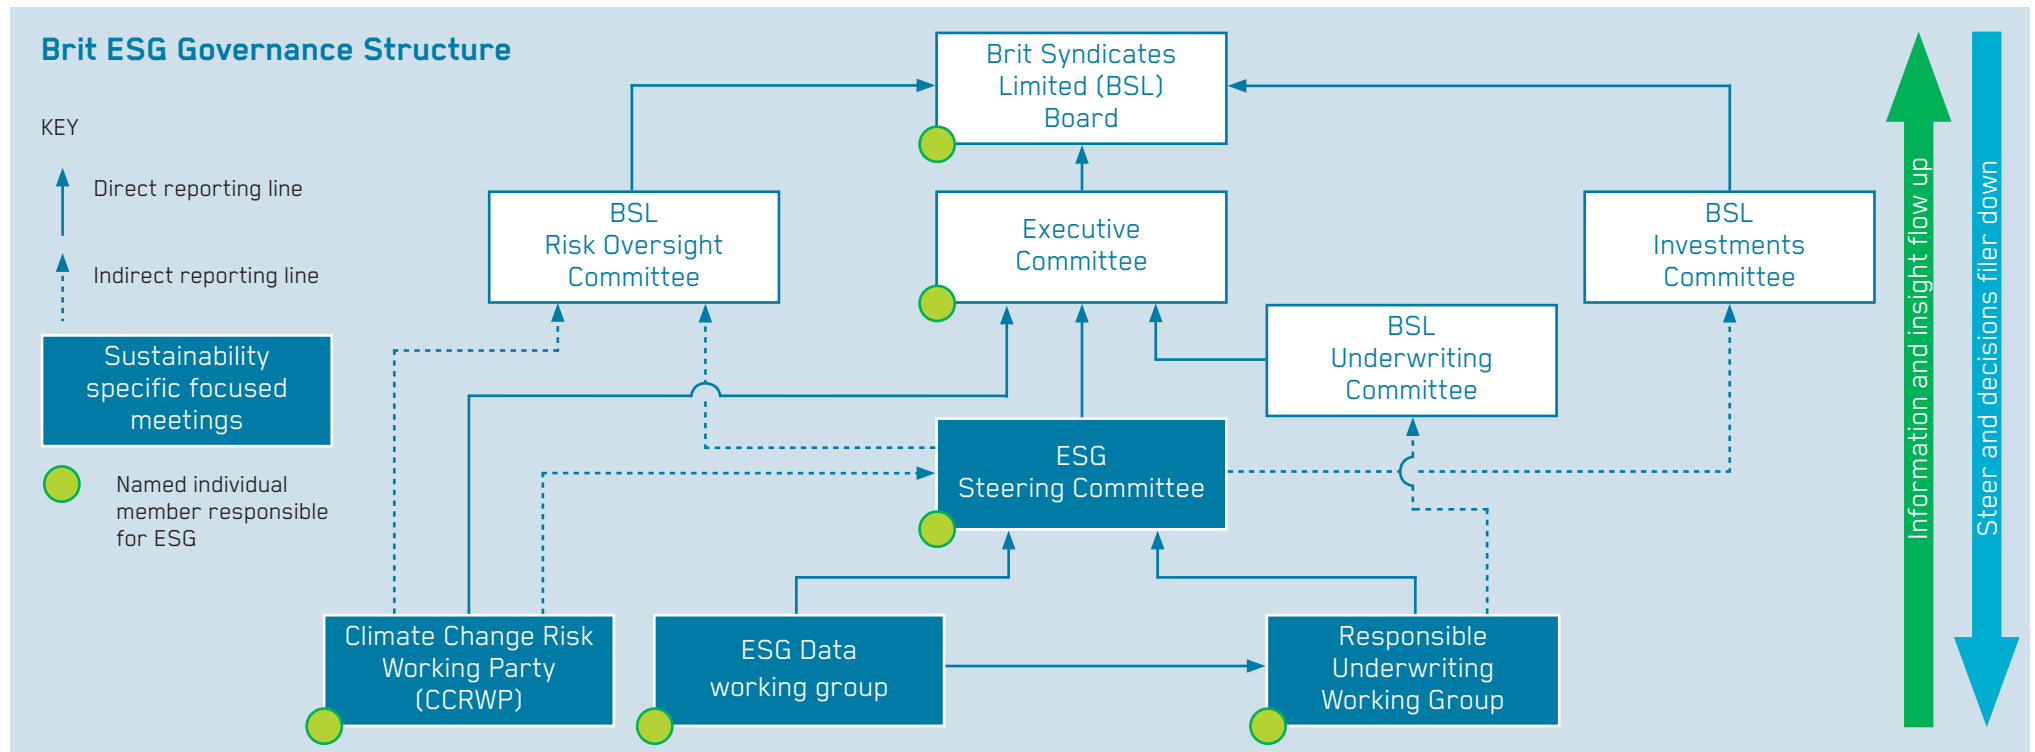 Brit ESG Governance Structure
KEY
Direct reporting line
Indirect reporting line
Sustainability
specific focused
meetings
Named individual
member responsible
for ESG
Brit Syndicates
Limited (BSL)
Board
BSL
Risk Oversight
Committee
Executive
Committee
BSL
Investments
Committee
BSL
Underwriting
Committee
ESG
Steering Committee
Climate Change Risk
Working Party
(CCRWP)
ESG Data
working group
Responsible
Underwriting
Working Group
Information and insight flow up
Steer and decisions filer down